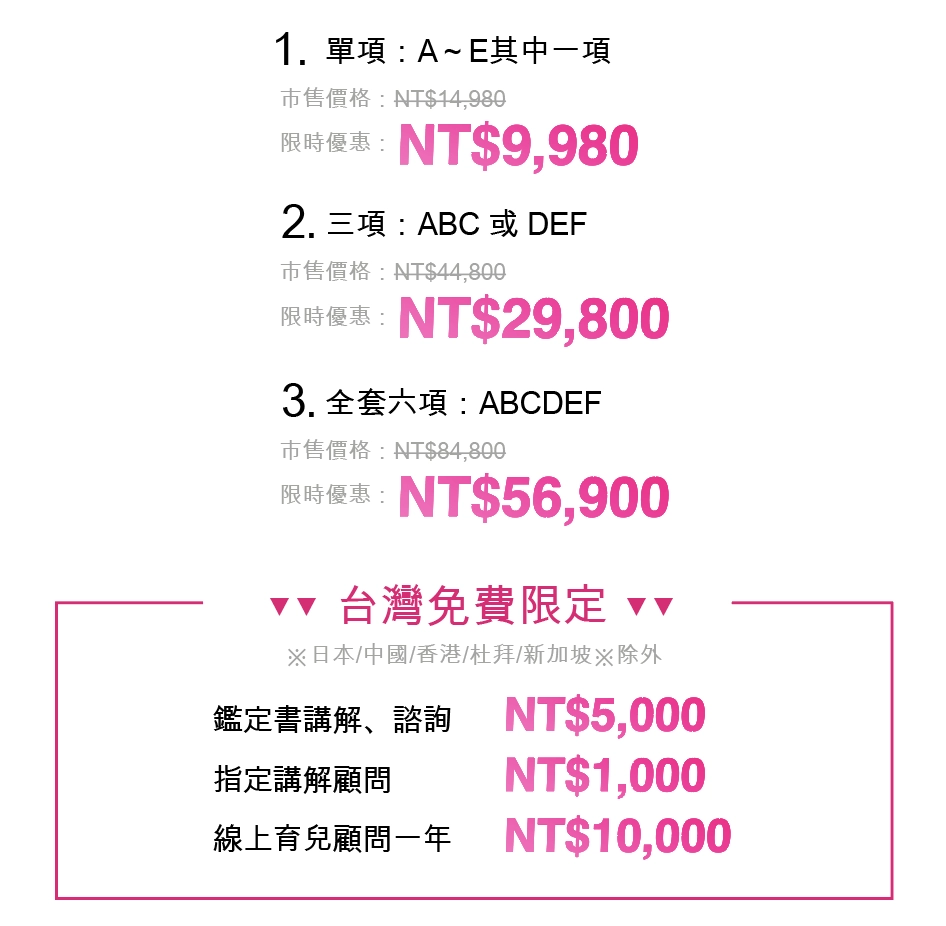 1. 單項：A～E其中一項
市售價格：NT$14,980
限時優惠：NT$9,980
2. 三項：ABC 或 DEF
市售價格：NT$44,800
限時優惠：NT$29,800
3. 全套六項：ABCDEF
市售價格：NT$84,800
限時優惠：NT$56,900
▼▼ 台灣免費限定 ▼▼
※日本/中國/香港/杜拜/新加坡※除外
鑑定書講解、諮詢 NT$5,000
指定講解顧問 NT$1,000
線上育兒顧問一年 NT$10,000